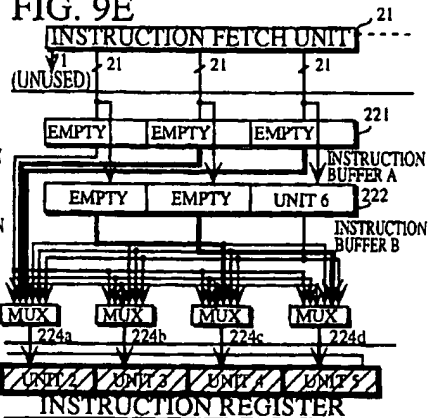 FIG. 9E
21
INSTRUCTION FETCH UNIT
1
21
21
21
(UNUSED)
221
EMPTY EMPTY EMPTY
INSTRUCTION
BUFFER A
222
EMPTY EMPTY UNIT 6
INSTRUCTION
BUFFER B
MUX MUX MUX MUX
224a 224b 224c 224d
UNIT 2 UNIT 3 UNIT 4 UNIT 5
INSTRUCTION REGISTER